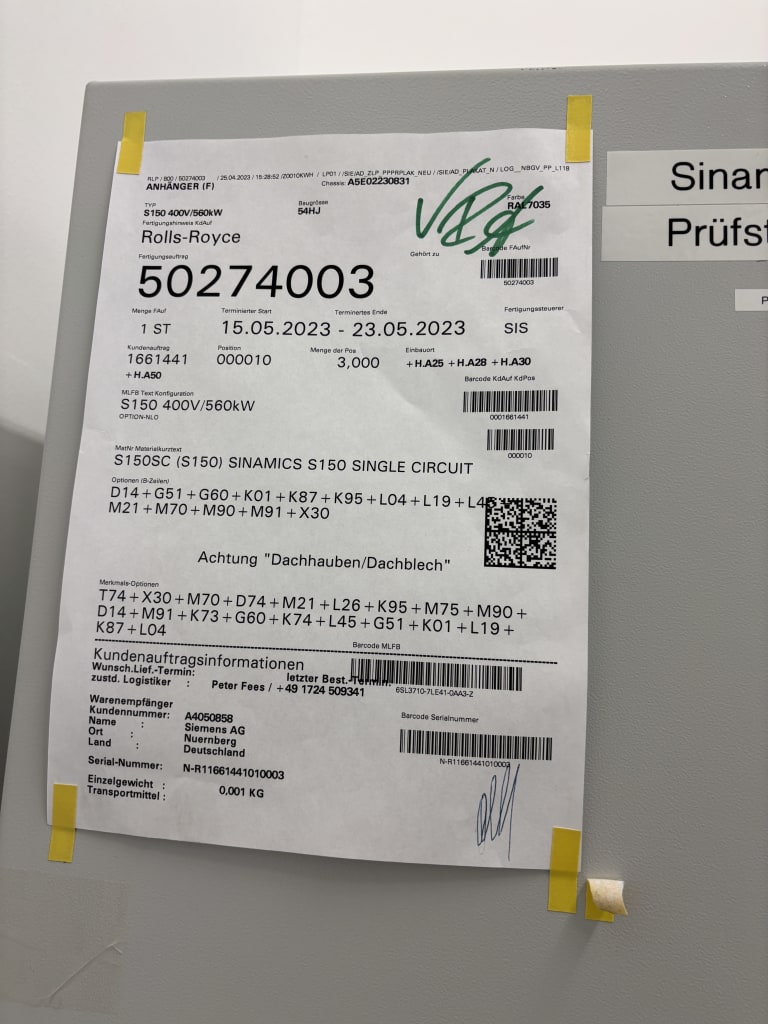 RLP / 800 / 50274003 / 25.04.2023 / 15:28:52 /Z0010KWH / LP01 / /SIE/AD_ZLP_PPPRPLAK_NEU / /SIE/AD_PLAKAT_N / LOG__NBGV_PP_L118
ANHÄNGER (F) Chassis: A5E02230831
TYP Baugrösse Farbe
S150 400V/560kW 54HJ RAL7035
Fertigungshinweis KdAuf
Rolls-Royce
Gehört zu Barcode FAufNr
Fertigungsauftrag
50274003
50274003
Menge FAuf Terminierter Start Terminiertes Ende Fertigungssteuerer
1 ST 15.05.2023 - 23.05.2023 SIS
Kundenauftrag Position Menge der Pos Einbauort
1661441 000010 3,000 +H.A25 +H.A28 +H.A30
+H.A50
Barcode KdAuf KdPos
MLFB Text Konfiguration
S150 400V/560kW
OPTION-NLO
0001661441
000010
MatNr Materialkurztext
S150SC (S150) SINAMICS S150 SINGLE CIRCUIT
Optionen (B-Zeilen)
D14+G51+G60+K01+K87+K95+L04+L19+L45
M21+M70+M90+M91+X30
Achtung "Dachhauben/Dachblech"
Merkmals-Optionen
T74+X30+M70+D74+M21+L26+K95+M75+M90+
D14+M91+K73+G60+K74+L45+G51+K01+L19+
K87+L04
Barcode MLFB
Kundenauftragsinformationen
Wunsch.Lief.-Termin: letzter Best.-Termin:
zustd. Logistiker : Peter Fees / +49 1724 509341
6SL3710-7LE41-0AA3-Z
Warenempfänger
Kundennummer: A4050858
Name : Siemens AG
Ort : Nuernberg
Land : Deutschland
Barcode Serialnummer
Serial-Nummer: N-R11661441010003
N-R11661441010003
Einzelgewicht : 0.001 KG
Transportmittel :
Sinam
Prüfst
P